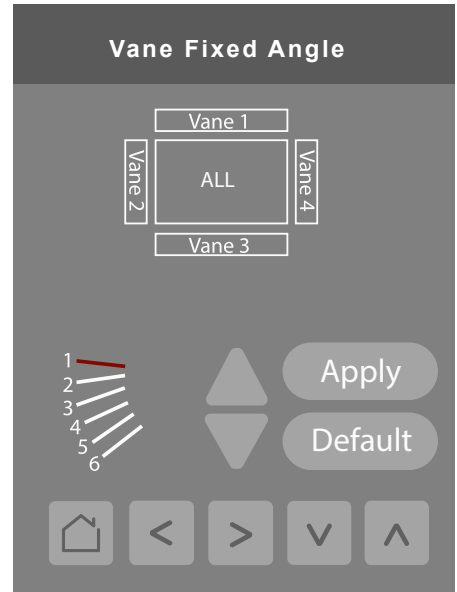 Vane Fixed Angle
Vane 1
Vane 2
ALL
Vane 4
Vane 3
1
2
3
4
5
6
Apply
Default
< > v ʌ